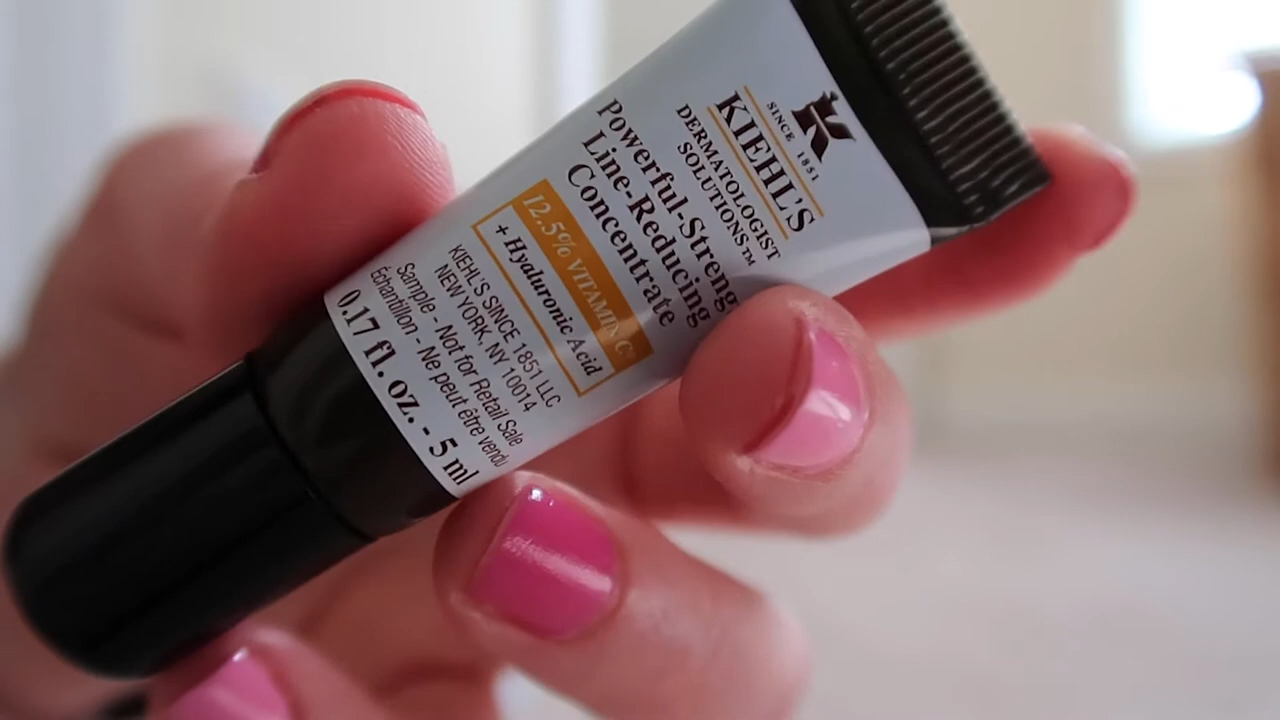 SINCE 1851
KIEHL'S
DERMATOLOGIST
SOLUTIONS™
Powerful-Streng
Line-Reducing
Concentrate
12.5% VITAMIN C
+ Hyaluronic Acid
KIEHL'S SINCE 1851 LLC
NEW YORK, NY 10014
Sample - Not for Retail Sale
Échantillon - Ne peut être vendu
0.17 fl. oz. - 5 ml